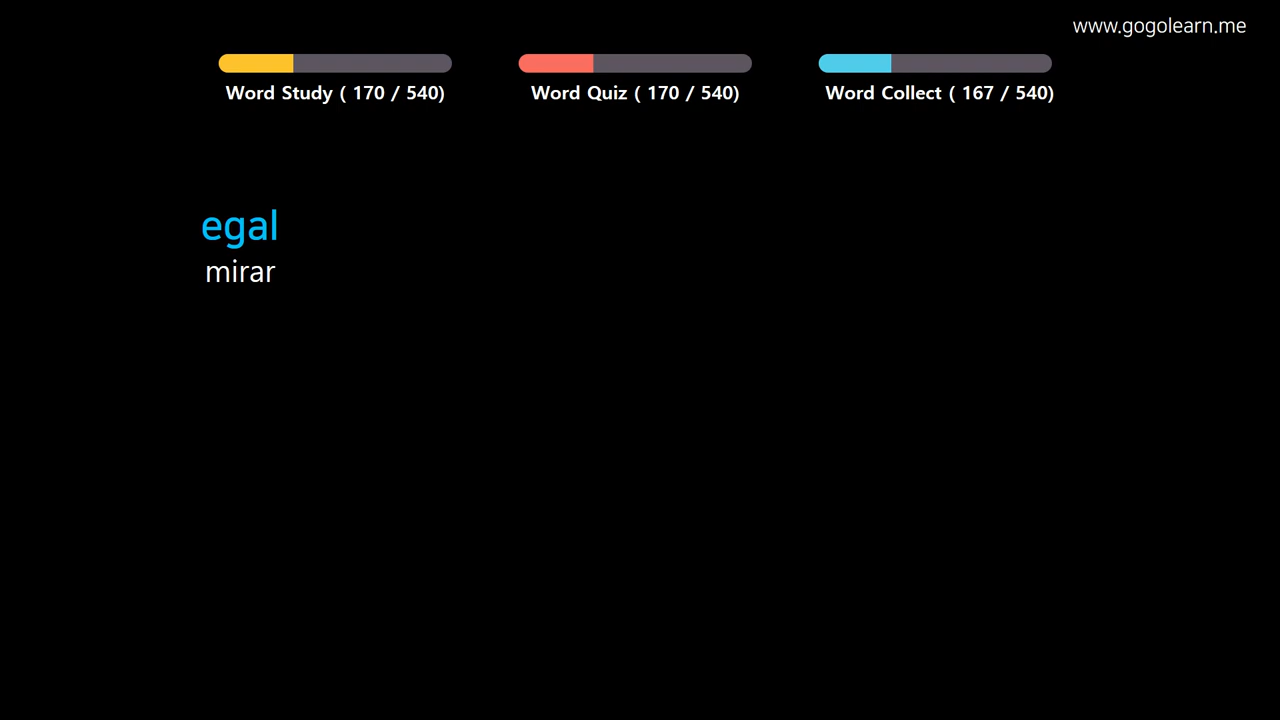 www.gogolearn.me
Word Study ( 170 / 540)
Word Quiz ( 170 / 540)
Word Collect ( 167 / 540)
egal
mirar